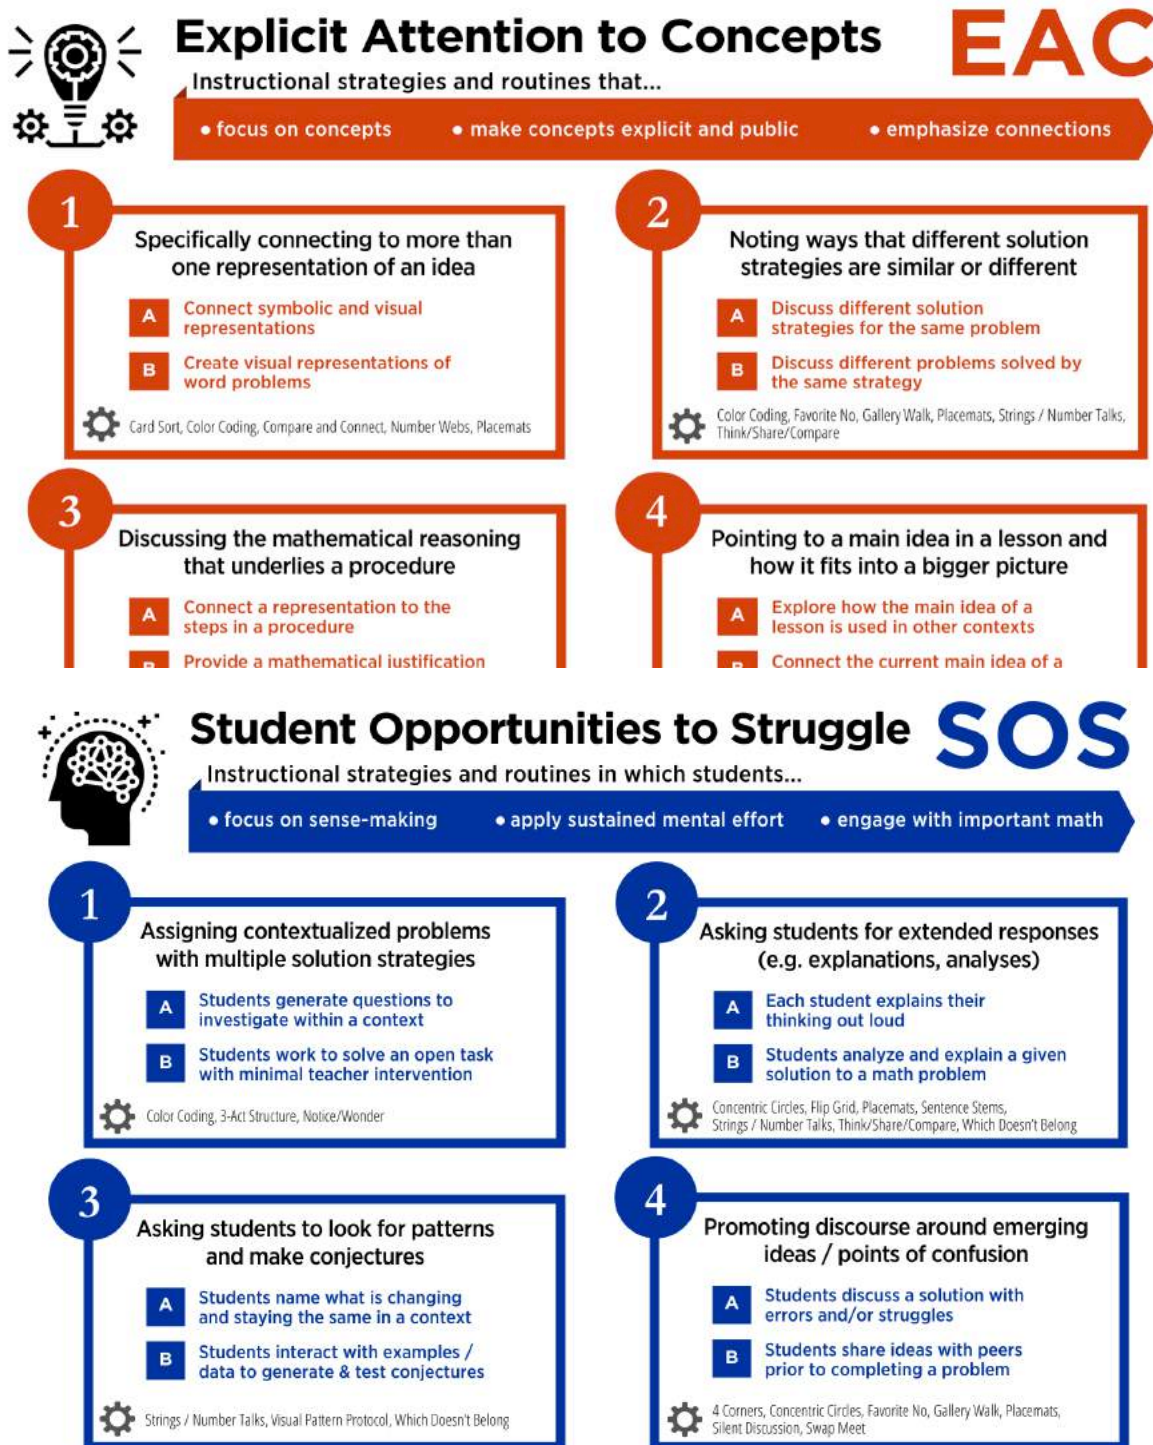 Explicit Attention to Concepts EAC
Instructional strategies and routines that...
• focus on concepts • make concepts explicit and public • emphasize connections
1
Specifically connecting to more than
one representation of an idea
A Connect symbolic and visual
representations
B Create visual representations of
word problems
Card Sort, Color Coding, Compare and Connect, Number Webs, Placemats
2
Noting ways that different solution
strategies are similar or different
A Discuss different solution
strategies for the same problem
B Discuss different problems solved by
the same strategy
Color Coding, Favorite No, Gallery Walk, Placemats, Strings / Number Talks,
Think/Share/Compare
3
Discussing the mathematical reasoning
that underlies a procedure
A Connect a representation to the
steps in a procedure
B Provide a mathematical justification
4
Pointing to a main idea in a lesson and
how it fits into a bigger picture
A Explore how the main idea of a
lesson is used in other contexts
B Connect the current main idea of a
Student Opportunities to Struggle SOS
Instructional strategies and routines in which students...
• focus on sense-making • apply sustained mental effort • engage with important math
1
Assigning contextualized problems
with multiple solution strategies
A Students generate questions to
investigate within a context
B Students work to solve an open task
with minimal teacher intervention
Color Coding, 3-Act Structure, Notice/Wonder
2
Asking students for extended responses
(e.g. explanations, analyses)
A Each student explains their
thinking out loud
B Students analyze and explain a given
solution to a math problem
Concentric Circles, Flip Grid, Placemats, Sentence Stems,
Strings / Number Talks, Think/Share/Compare, Which Doesn't Belong
3
Asking students to look for patterns
and make conjectures
A Students name what is changing
and staying the same in a context
B Students interact with examples /
data to generate & test conjectures
Strings / Number Talks, Visual Pattern Protocol, Which Doesn't Belong
4
Promoting discourse around emerging
ideas / points of confusion
A Students discuss a solution with
errors and/or struggles
B Students share ideas with peers
prior to completing a problem
4 Corners, Concentric Circles, Favorite No, Gallery Walk, Placemats,
Silent Discussion, Swap Meet